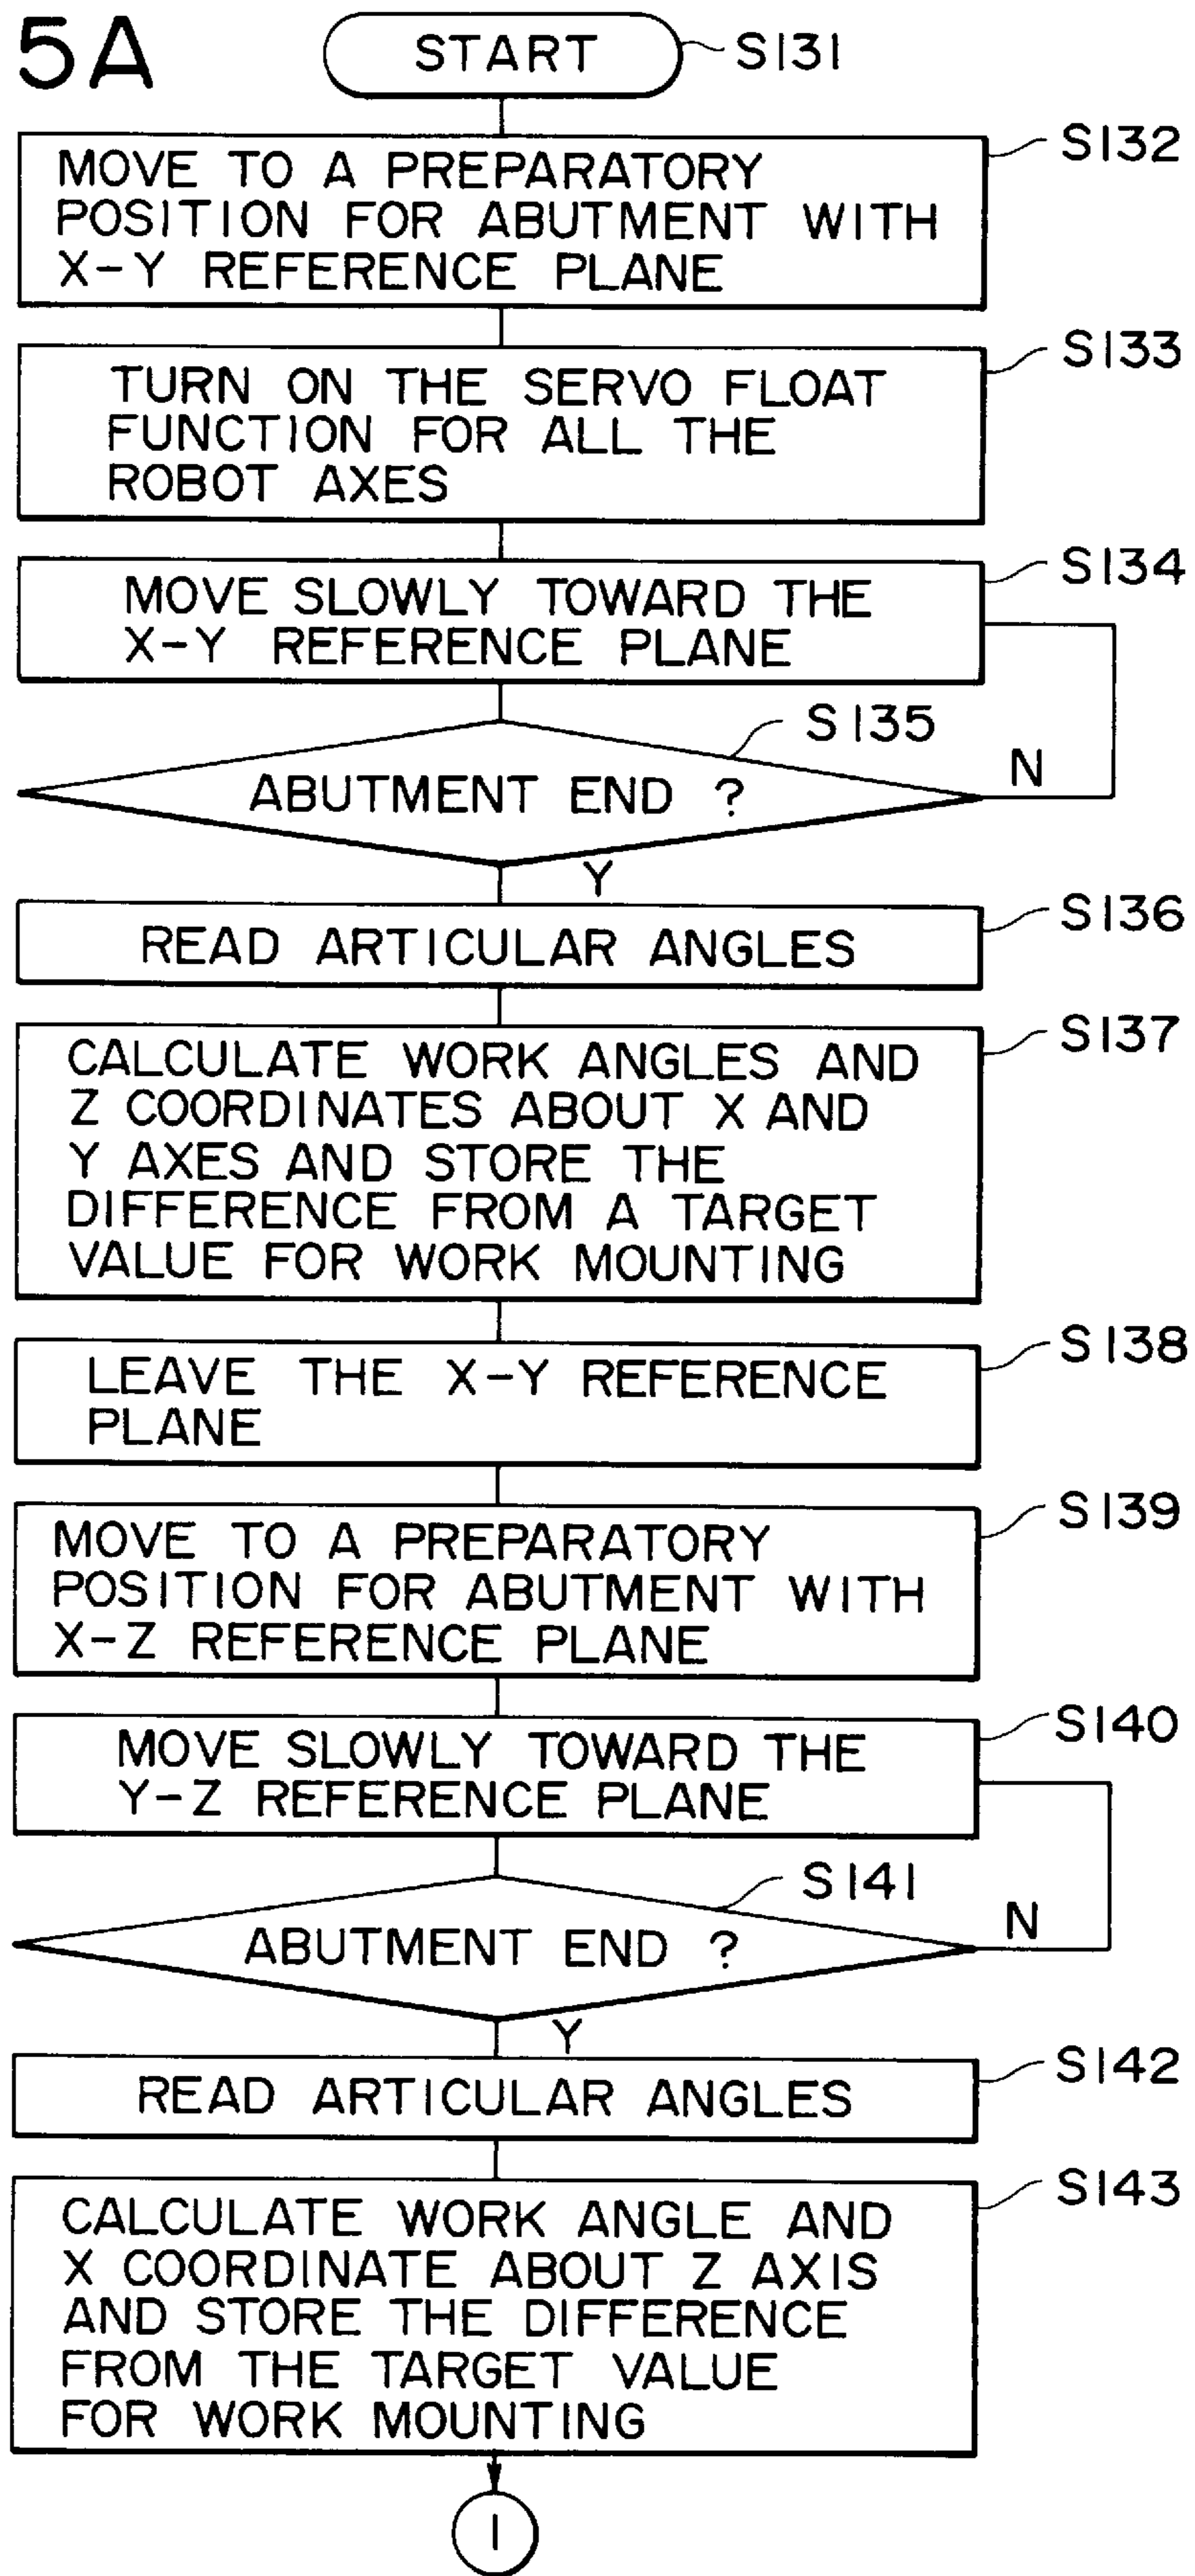 5A
START
S131
S132
MOVE TO A PREPARATORY
POSITION FOR ABUTMENT WITH
X-Y REFERENCE PLANE
S133
TURN ON THE SERVO FLOAT
FUNCTION FOR ALL THE
ROBOT AXES
S134
MOVE SLOWLY TOWARD THE
X-Y REFERENCE PLANE
S135
ABUTMENT END ?
N
Y
S136
READ ARTICULAR ANGLES
S137
CALCULATE WORK ANGLES AND
Z COORDINATES ABOUT X AND
Y AXES AND STORE THE
DIFFERENCE FROM A TARGET
VALUE FOR WORK MOUNTING
S138
LEAVE THE X-Y REFERENCE
PLANE
S139
MOVE TO A PREPARATORY
POSITION FOR ABUTMENT WITH
X-Z REFERENCE PLANE
S140
MOVE SLOWLY TOWARD THE
Y-Z REFERENCE PLANE
S141
ABUTMENT END ?
N
Y
S142
READ ARTICULAR ANGLES
S143
CALCULATE WORK ANGLE AND
X COORDINATE ABOUT Z AXIS
AND STORE THE DIFFERENCE
FROM THE TARGET VALUE
FOR WORK MOUNTING
1